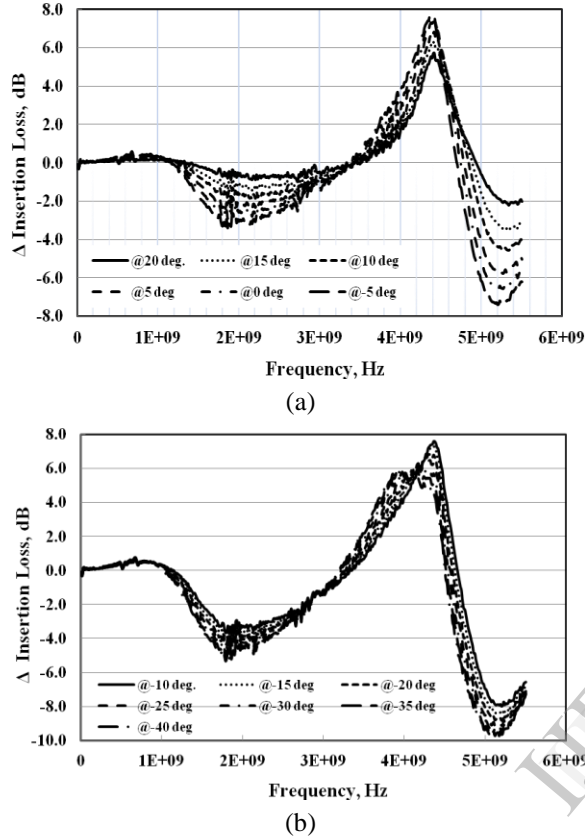 8.0
6.0
4.0
2.0
0.0
-2.0
-4.0
-6.0
-8.0
Δ Insertion Loss, dB
@20 deg. @15 deg @10 deg
@5 deg @0 deg @-5 deg
0 1E+09 2E+09 3E+09 4E+09 5E+09 6E+09
Frequency, Hz
(a)
8.0
6.0
4.0
2.0
0.0
-2.0
-4.0
-6.0
-8.0
-10.0
Δ Insertion Loss, dB
@-10 deg. @-15 deg @-20 deg
@-25 deg @-30 deg @-35 deg
@-40 deg
0 1E+09 2E+09 3E+09 4E+09 5E+09 6E+09
Frequency, Hz
(b)